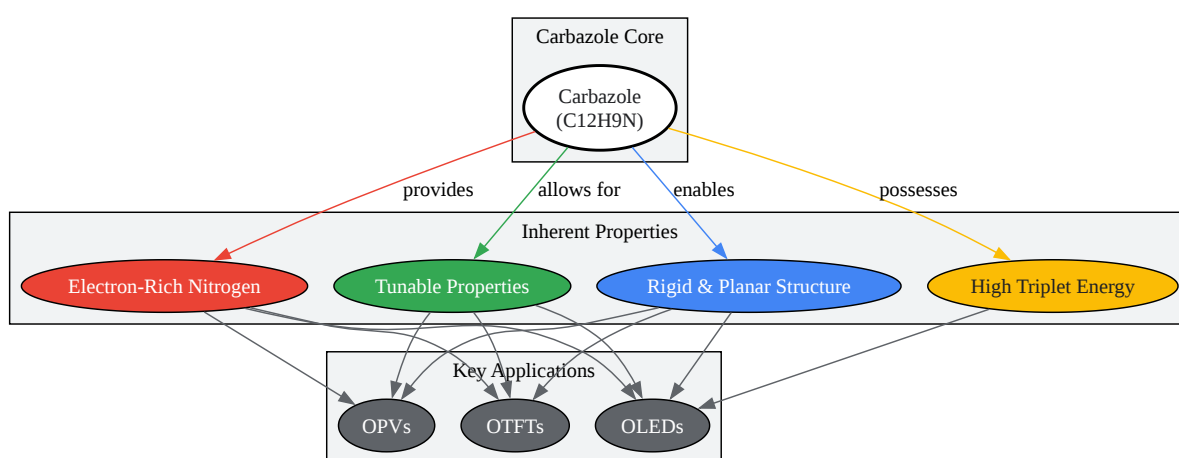 Carbazole Core
Carbazole
(C12H9N)
provides
allows for
enables
possesses
Inherent Properties
Electron-Rich Nitrogen
Tunable Properties
Rigid & Planar Structure
High Triplet Energy
Key Applications
OPVs
OTFTs
OLEDs